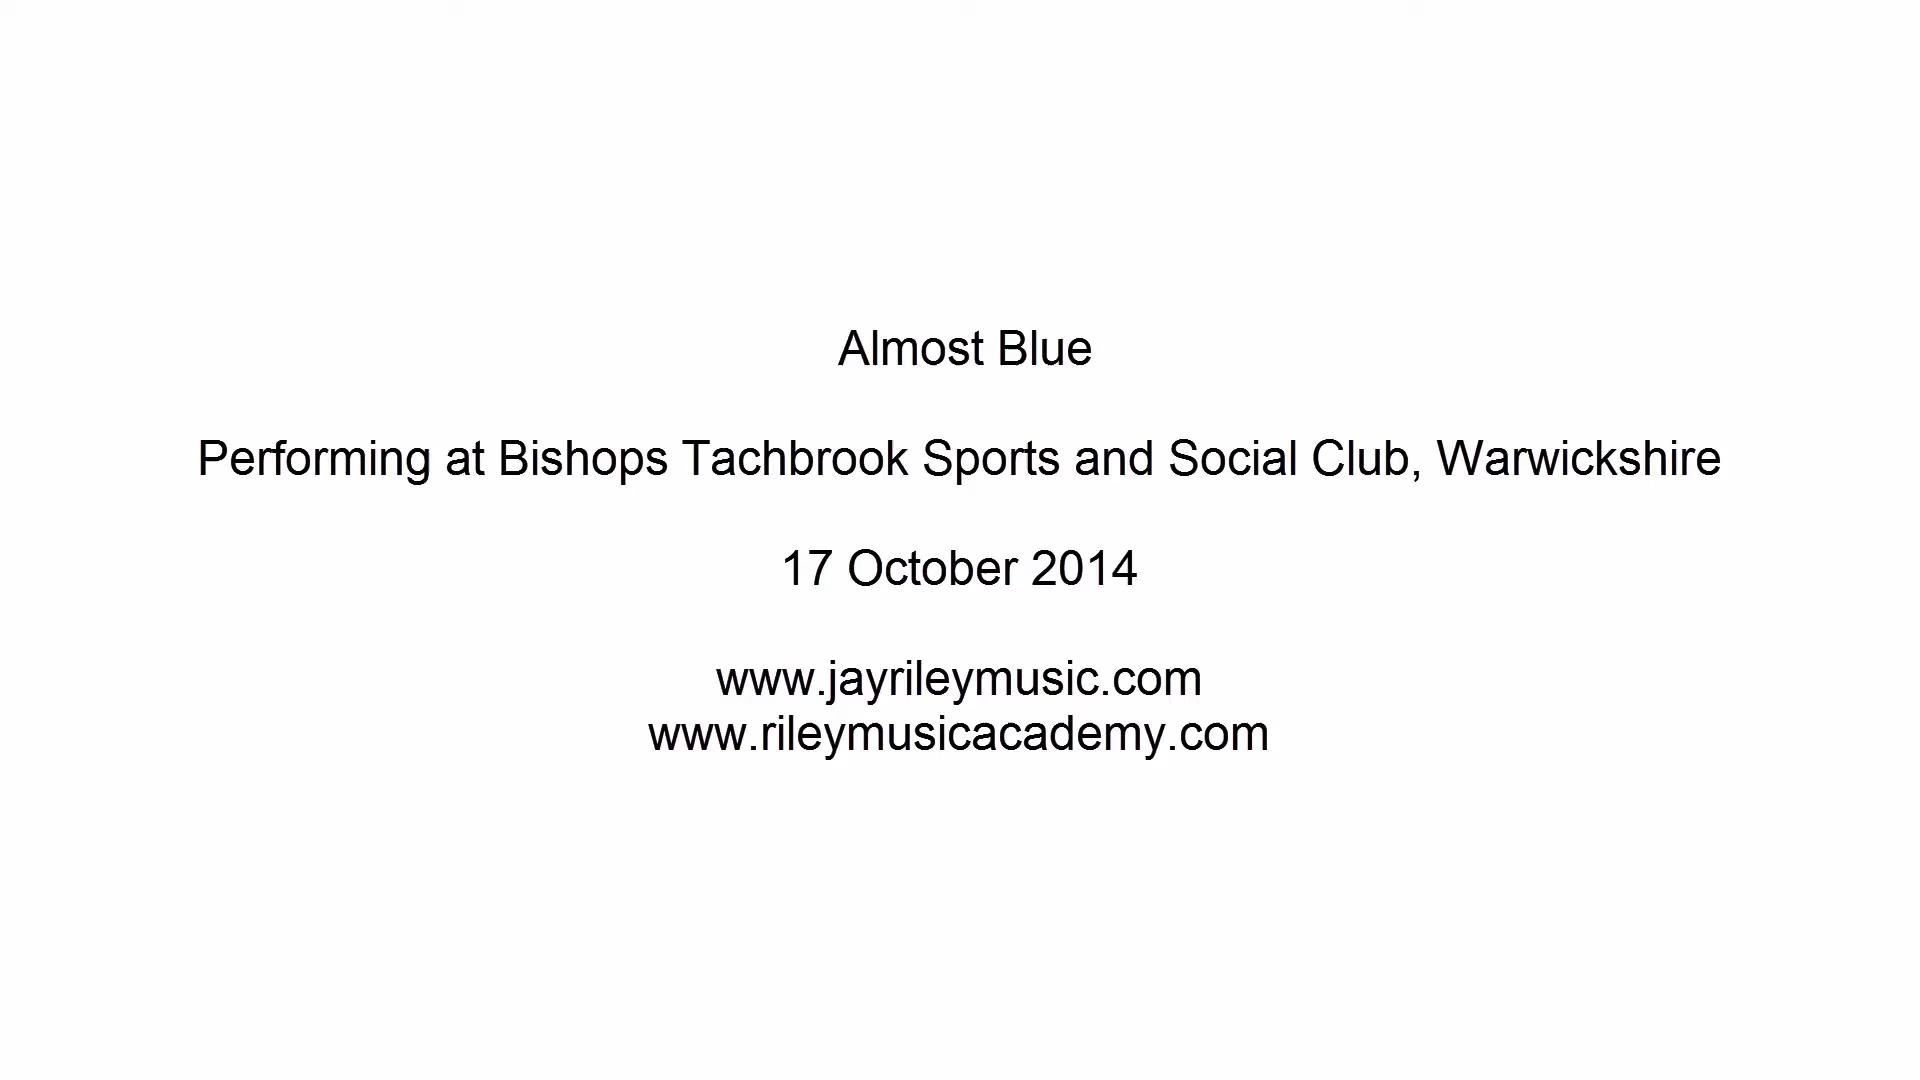 Almost Blue
Performing at Bishops Tachbrook Sports and Social Club, Warwickshire
17 October 2014
www.jayrileymusic.com
www.rileymusicacademy.com